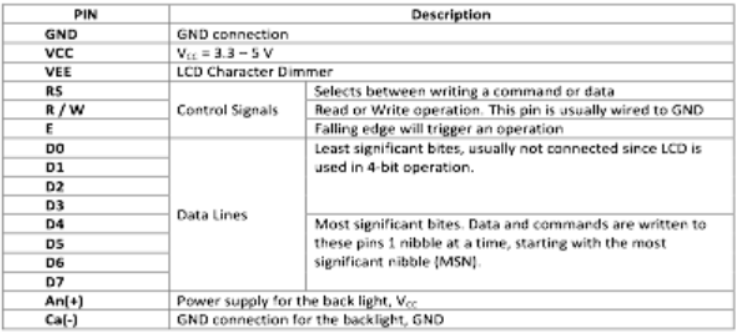 PIN Description
GND GND connection
VCC Vcc = 3.3 – 5 V
VEE LCD Character Dimmer
RS Selects between writing a command or data
R / W Control Signals Read or Write operation. This pin is usually wired to GND
E Falling edge will trigger an operation
D0 Least significant bites, usually not connected since LCD is
D1 used in 4-bit operation.
D2
D3
Data Lines
D4 Most significant bites. Data and commands are written to
D5 these pins 1 nibble at a time, starting with the most
D6 significant nibble (MSN).
D7
An(+) Power supply for the back light, Vcc
Ca(-) GND connection for the backlight, GND